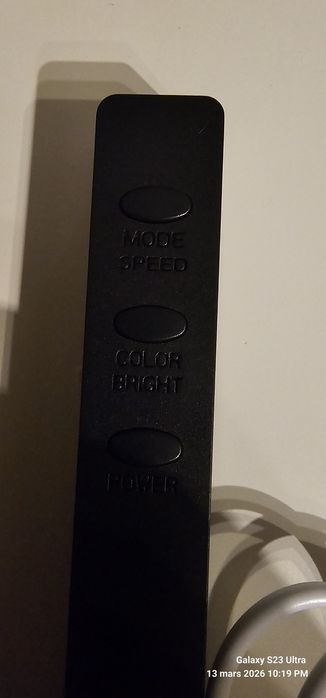 MODE
SPEED
COLOR
BRIGHT
POWER
Galaxy S23 Ultra
13 mars 2026 10:19 PM